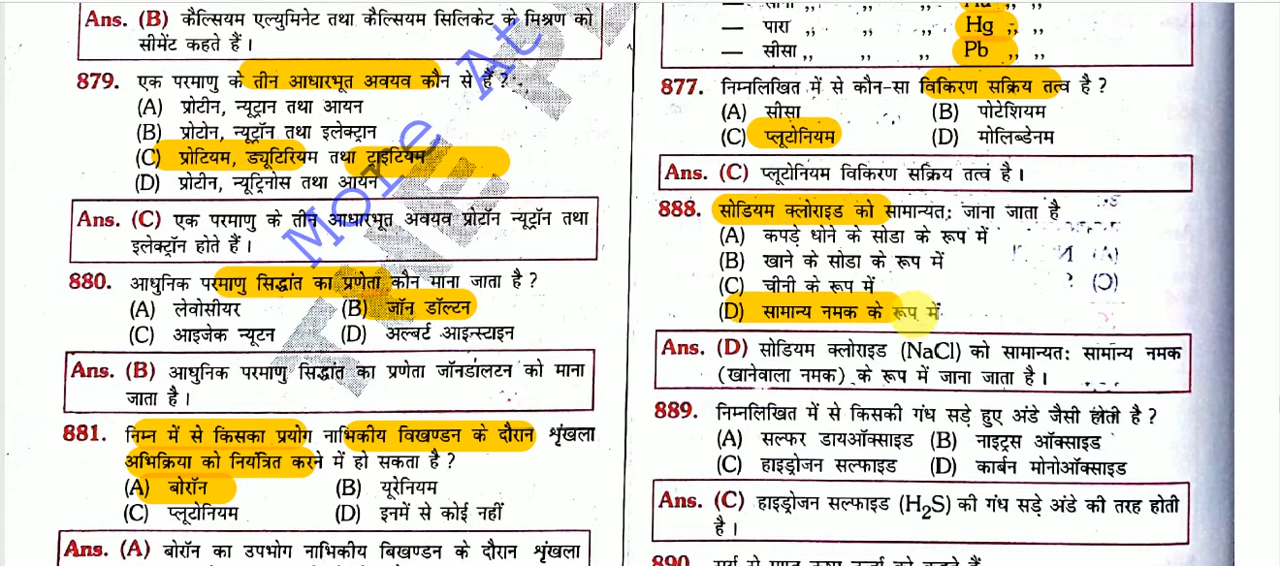 Ans. (B) कैल्सियम एल्युमिनेट तथा कैल्सियम सिलिकेट के मिश्रण को
सीमेंट कहते हैं ।
879. एक परमाणु के तीन आधारभूत अवयव कौन से हैं ?
(A) प्रोटीन, न्यूट्रान तथा आयन
(B) प्रोटोन, न्यूट्रॉन तथा इलेक्ट्रान
(C) प्रोटियम, ड्यूटिरियम तथा ट्राइटियम
(D) प्रोटीन, न्यूट्रिनोस तथा आयन
Ans. (C) एक परमाणु के तीन आधारभूत अवयव प्रोटॉन न्यूट्रॉन तथा
इलेक्ट्रॉन होते हैं ।
880. आधुनिक परमाणु सिद्धांत का प्रणेता कौन माना जाता है ?
(A) लेवोसीयर (B) जॉन डॉल्टन
(C) आइजेक न्यूटन (D) अल्बर्ट आइन्स्टाइन
Ans. (B) आधुनिक परमाणु सिद्धांत का प्रणेता जॉनडॉलटन को माना
जाता है ।
881. निम्न में से किसका प्रयोग नाभिकीय विखण्डन के दौरान शृंखला
अभिक्रिया को नियंत्रित करने में हो सकता है ?
(A) बोरॉन (B) यूरेनियम
(C) प्लूटोनियम (D) इनमें से कोई नहीं
Ans. (A) बोरॉन का उपभोग नाभिकीय बिखण्डन के दौरान शृंखला
More At
— पारा ,, ,, ,, Hg ,, ,,
— सीसा ,, ,, ,, Pb ,, ,,
877. निम्नलिखित में से कौन-सा विकिरण सक्रिय तत्व है ?
(A) सीसा (B) पोटेशियम
(C) प्लूटोनियम (D) मोलिब्डेनम
Ans. (C) प्लूटोनियम विकिरण सक्रिय तत्व है ।
888. सोडियम क्लोराइड को सामान्यत: जाना जाता है
(A) कपड़े धोने के सोडा के रूप में
(B) खाने के सोडा के रूप में
(C) चीनी के रूप में
(D) सामान्य नमक के रूप में
Ans. (D) सोडियम क्लोराइड (NaCl) को सामान्यत: सामान्य नमक
(खानेवाला नमक) के रूप में जाना जाता है ।
889. निम्नलिखित में से किसकी गंध सड़े हुए अंडे जैसी होती है ?
(A) सल्फर डायऑक्साइड (B) नाइट्रस ऑक्साइड
(C) हाइड्रोजन सल्फाइड (D) कार्बन मोनोऑक्साइड
Ans. (C) हाइड्रोजन सल्फाइड (H₂S) की गंध सड़े अंडे की तरह होती
है ।
890.